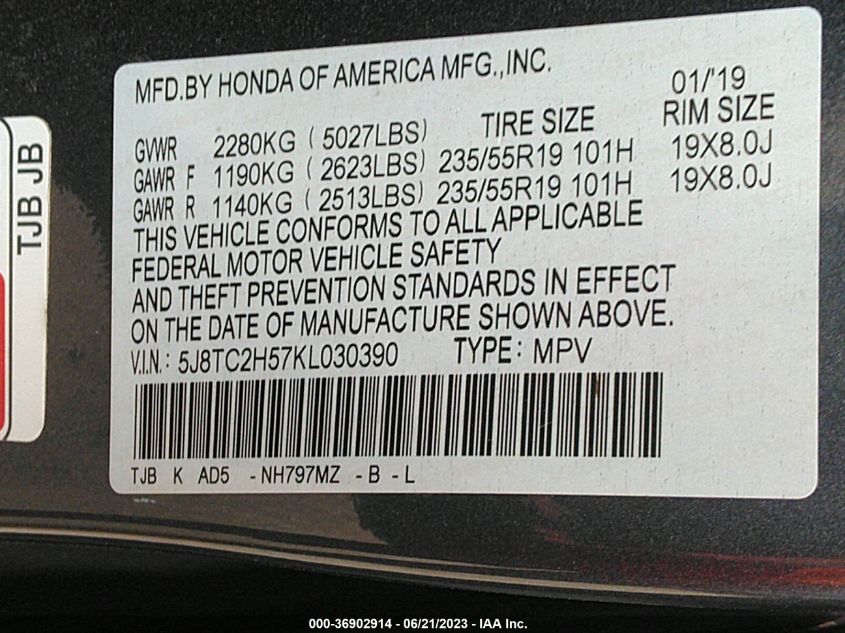 MFD.BY HONDA OF AMERICA MFG.,INC.
01/'19
TIRE SIZE RIM SIZE
GVWR 2280KG (5027LBS)
GAWR F 1190KG (2623LBS) 235/55R19 101H 19X8.0J
GAWR R 1140KG (2513LBS) 235/55R19 101H 19X8.0J
THIS VEHICLE CONFORMS TO ALL APPLICABLE
FEDERAL MOTOR VEHICLE SAFETY
AND THEFT PREVENTION STANDARDS IN EFFECT
ON THE DATE OF MANUFACTURE SHOWN ABOVE.
V.I.N.: 5J8TC2H57KL030390 TYPE: MPV
TJB K AD5 -NH797MZ -B -L
TJB JB
000-36902914 - 06/21/2023 - IAA Inc.